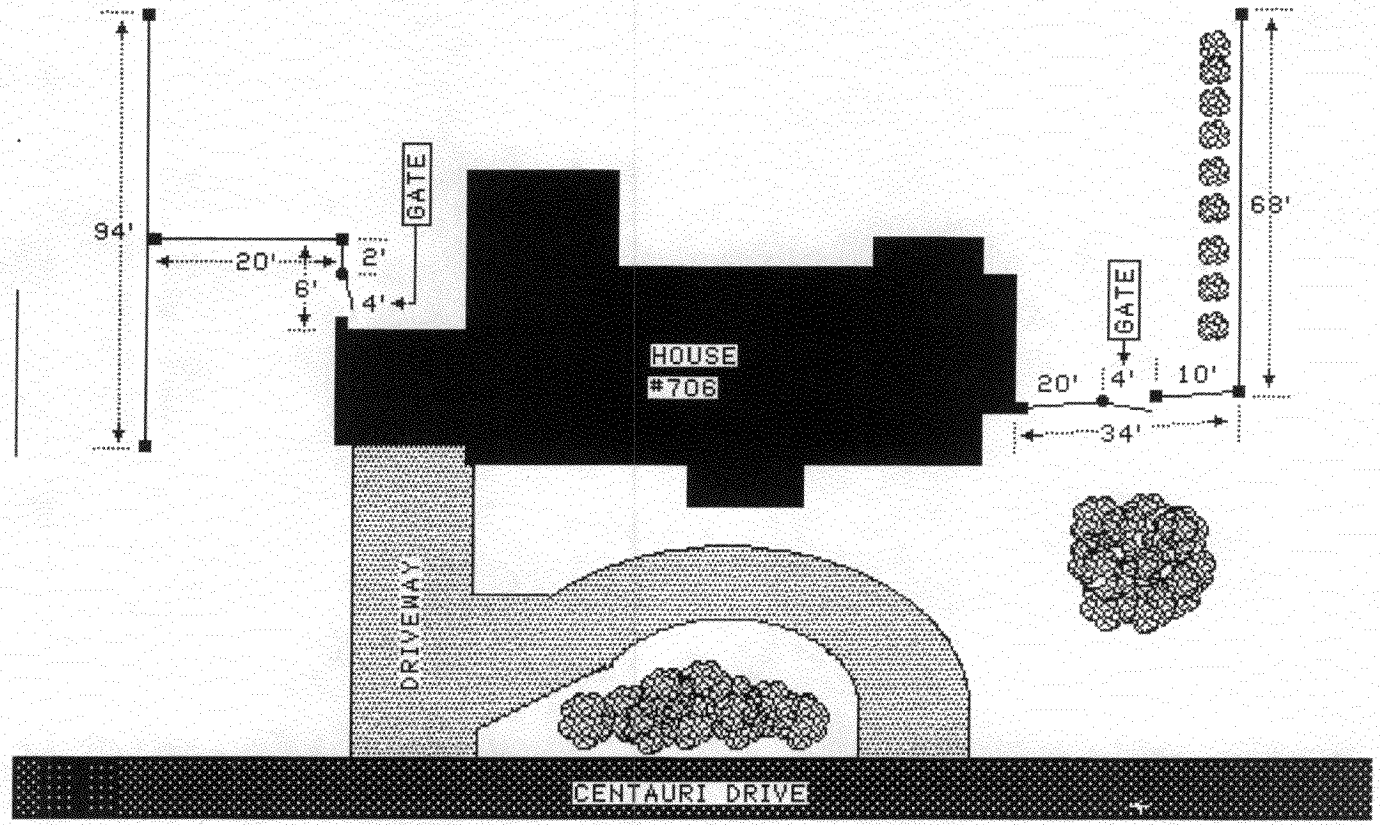 GATE
94'
20'
2'
6'
4'
68'
GATE
HOUSE
#706
20'
4'
10'
34'
DRIVEWAY
CENTAURI DRIVE